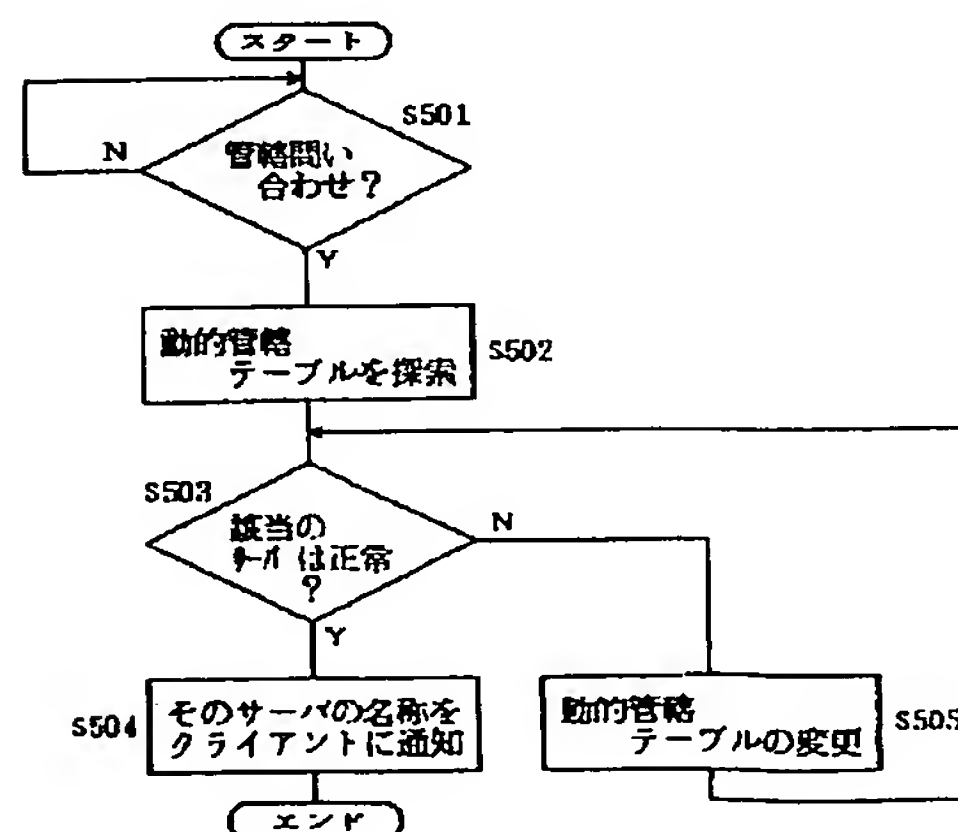 スタート
S501
N
管轄問い
合わせ？
Y
動的管轄
テーブルを探索
S502
S503
該当の
サーバは正常
？
N
Y
S504
そのサーバの名称を
クライアントに通知
動的管轄
テーブルの変更
S505
エンド